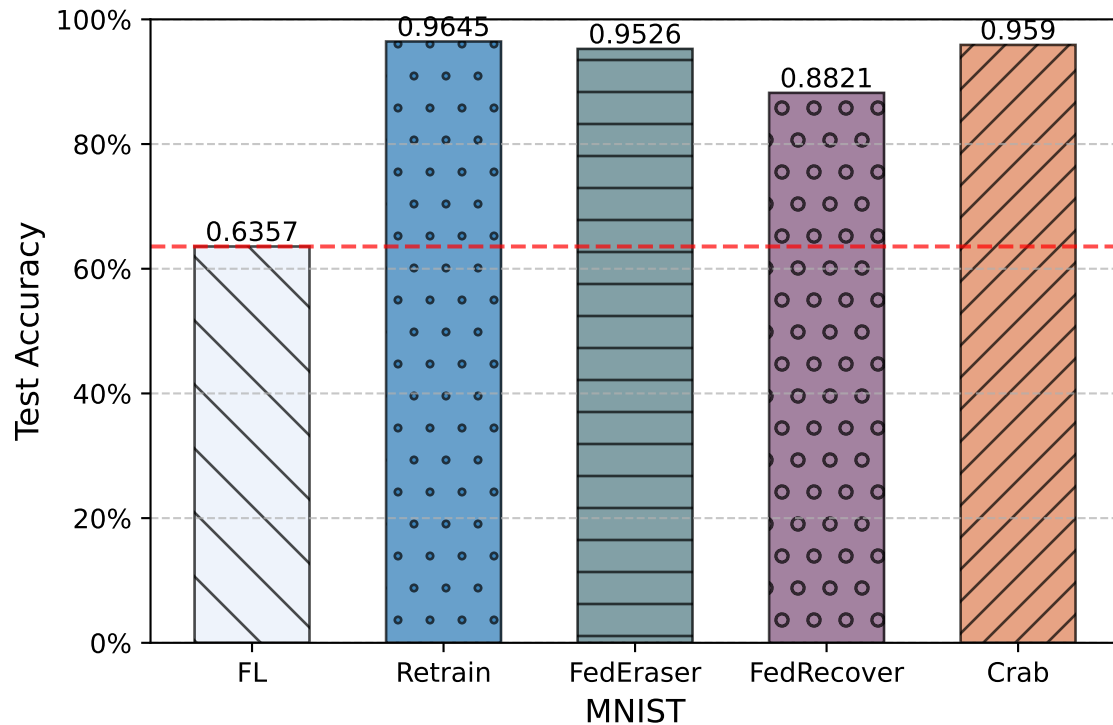 100%
80%
60%
40%
20%
0%
Test Accuracy
0.6357
0.9645
0.9526
0.8821
0.959
FL
Retrain
FedEraser
FedRecover
Crab
MNIST